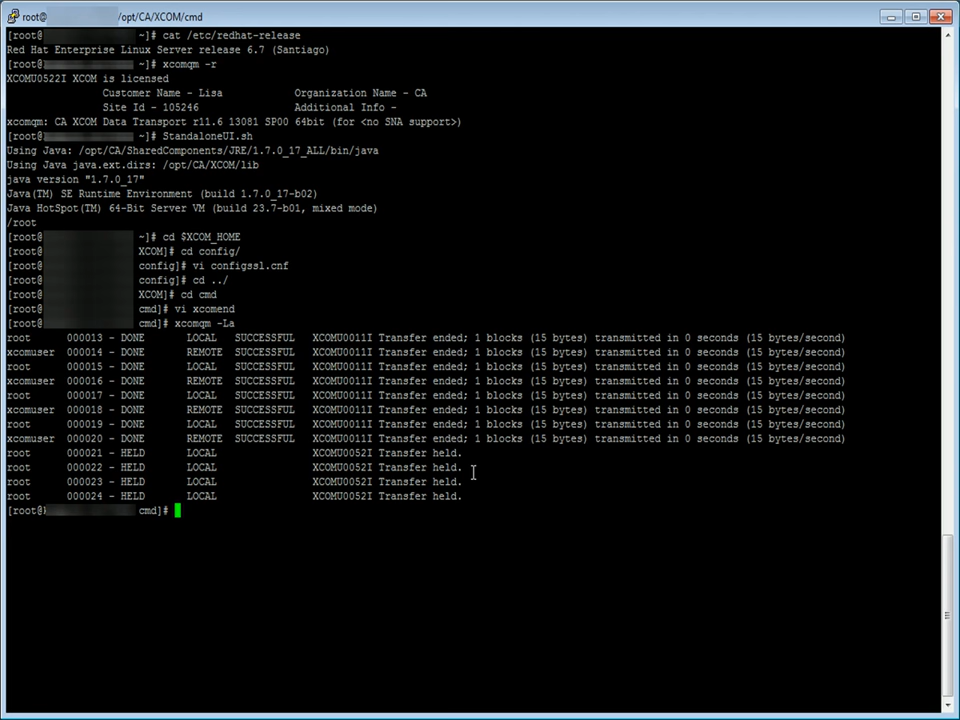 root@ /opt/CA/XCOM/cmd
[root@ ~]# cat /etc/redhat-release
Red Hat Enterprise Linux Server release 6.7 (Santiago)
[root@ ~]# xcomqm -r
XCOMU0522I XCOM is licensed
Customer Name - Lisa Organization Name - CA
Site Id - 105246 Additional Info -
xcomqm: CA XCOM Data Transport r11.6 13081 SP00 64bit (for <no SNA support>)
[root@ ~]# StandaloneUI.sh
Using Java: /opt/CA/SharedComponents/JRE/1.7.0_17_ALL/bin/java
Using Java java.ext.dirs: /opt/CA/XCOM/lib
java version "1.7.0_17"
Java(TM) SE Runtime Environment (build 1.7.0_17-b02)
Java HotSpot(TM) 64-Bit Server VM (build 23.7-b01, mixed mode)
/root
[root@ ~]# cd $XCOM_HOME
[root@ XCOM]# cd config/
[root@ config]# vi configssl.cnf
[root@ config]# cd ../
[root@ XCOM]# cd cmd
[root@ cmd]# vi xcomend
[root@ cmd]# xcomqm -La
root 000013 - DONE LOCAL SUCCESSFUL XCOMU0011I Transfer ended; 1 blocks (15 bytes) transmitted in 0 seconds (15 bytes/second)
xcomuser 000014 - DONE REMOTE SUCCESSFUL XCOMU0011I Transfer ended; 1 blocks (15 bytes) transmitted in 0 seconds (15 bytes/second)
root 000015 - DONE LOCAL SUCCESSFUL XCOMU0011I Transfer ended; 1 blocks (15 bytes) transmitted in 0 seconds (15 bytes/second)
xcomuser 000016 - DONE REMOTE SUCCESSFUL XCOMU0011I Transfer ended; 1 blocks (15 bytes) transmitted in 0 seconds (15 bytes/second)
root 000017 - DONE LOCAL SUCCESSFUL XCOMU0011I Transfer ended; 1 blocks (15 bytes) transmitted in 0 seconds (15 bytes/second)
xcomuser 000018 - DONE REMOTE SUCCESSFUL XCOMU0011I Transfer ended; 1 blocks (15 bytes) transmitted in 0 seconds (15 bytes/second)
root 000019 - DONE LOCAL SUCCESSFUL XCOMU0011I Transfer ended; 1 blocks (15 bytes) transmitted in 0 seconds (15 bytes/second)
xcomuser 000020 - DONE REMOTE SUCCESSFUL XCOMU0011I Transfer ended; 1 blocks (15 bytes) transmitted in 0 seconds (15 bytes/second)
root 000021 - HELD LOCAL XCOMU0052I Transfer held.
root 000022 - HELD LOCAL XCOMU0052I Transfer held.
root 000023 - HELD LOCAL XCOMU0052I Transfer held.
root 000024 - HELD LOCAL XCOMU0052I Transfer held.
[root@ cmd]#